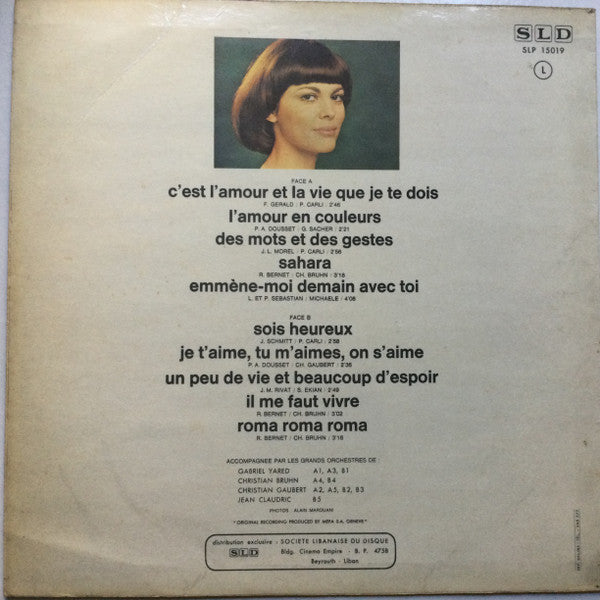 SLD
SLP 15019
L
FACE A
c'est l'amour et la vie que je te dois
F. GERALD / P. CARLI / 2'46
l'amour en couleurs
P. A. DOUSSET / G. SACHER / 2'21
des mots et des gestes
J. L. MOREL / P. CARLI / 2'56
sahara
R. BERNET / CH. BRUHN / 3'16
emmène-moi demain avec toi
L. ET P. SEBASTIAN / MICHAELE / 4'08
FACE B
sois heureux
J. SCHMITT / P. CARLI / 2'58
je t'aime, tu m'aimes, on s'aime
P. A. DOUSSET / CH. GAUBERT / 2'36
un peu de vie et beaucoup d'espoir
J. M. RIVAT / S. EKIAN / 2'49
il me faut vivre
R. BERNET / CH. BRUHN / 3'02
roma roma roma
R. BERNET / CH. BRUHN / 3'16
ACCOMPAGNEE PAR LES GRANDS ORCHESTRES DE :
GABRIEL YARED A1, A3, B1
CHRISTIAN BRUHN A4, B4
CHRISTIAN GAUBERT A2, A5, B2, B3
JEAN CLAUDRIC B5
(PHOTOS : ALAIN MAROUANI)
"ORIGINAL RECORDING PRODUCED BY MEPA S.A. GENEVE"
distribution exclusive - SOCIETE LIBANAISE DU DISQUE
SLD Bldg. Cinema Empire - B. P. 4758
Beyrouth - Liban